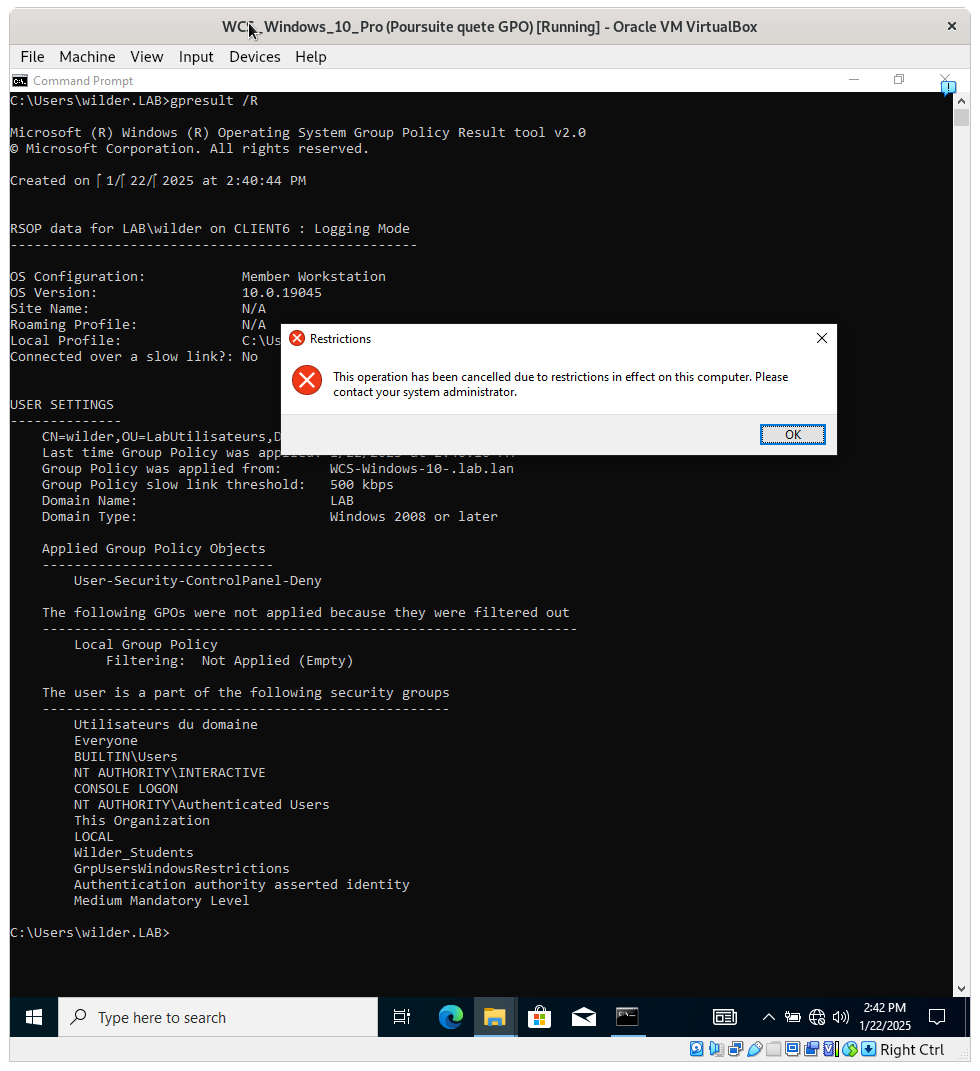 WCS_Windows_10_Pro (Poursuite quete GPO) [Running] - Oracle VM VirtualBox
File Machine View Input Devices Help
Command Prompt
C:\Users\wilder.LAB>gpresult /R
Microsoft (R) Windows (R) Operating System Group Policy Result tool v2.0
© Microsoft Corporation. All rights reserved.
Created on 1/ 22/ 2025 at 2:40:44 PM
RSOP data for LAB\wilder on CLIENT6 : Logging Mode
OS Configuration: Member Workstation
OS Version: 10.0.19045
Site Name: N/A
Roaming Profile: N/A
Local Profile: C:\Us
Connected over a slow link?: No
Restrictions
This operation has been cancelled due to restrictions in effect on this computer. Please
contact your system administrator.
OK
USER SETTINGS
CN=wilder,OU=LabUtilisateurs,D
Last time Group Policy was applied:
Group Policy was applied from: WCS-Windows-10-.lab.lan
Group Policy slow link threshold: 500 kbps
Domain Name: LAB
Domain Type: Windows 2008 or later
Applied Group Policy Objects
User-Security-ControlPanel-Deny
The following GPOs were not applied because they were filtered out
Local Group Policy
Filtering: Not Applied (Empty)
The user is a part of the following security groups
Utilisateurs du domaine
Everyone
BUILTIN\Users
NT AUTHORITY\INTERACTIVE
CONSOLE LOGON
NT AUTHORITY\Authenticated Users
This Organization
LOCAL
Wilder_Students
GrpUsersWindowsRestrictions
Authentication authority asserted identity
Medium Mandatory Level
C:\Users\wilder.LAB>
Type here to search
2:42 PM
1/22/2025
Right Ctrl